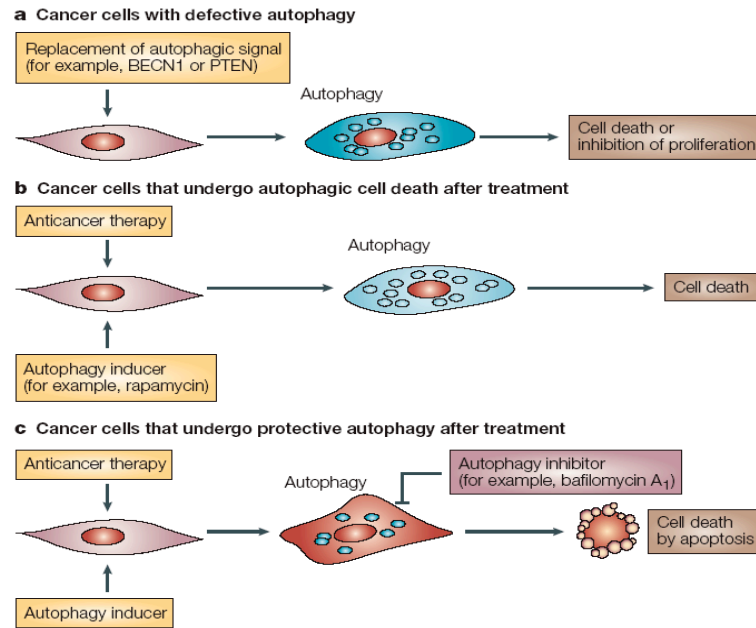 a Cancer cells with defective autophagy
Replacement of autophagic signal
(for example, BECN1 or PTEN)
Autophagy
Cell death or
inhibition of proliferation
b Cancer cells that undergo autophagic cell death after treatment
Anticancer therapy
Autophagy
Cell death
Autophagy inducer
(for example, rapamycin)
c Cancer cells that undergo protective autophagy after treatment
Anticancer therapy
Autophagy inhibitor
(for example, bafilomycin A₁)
Autophagy
Cell death
by apoptosis
Autophagy inducer